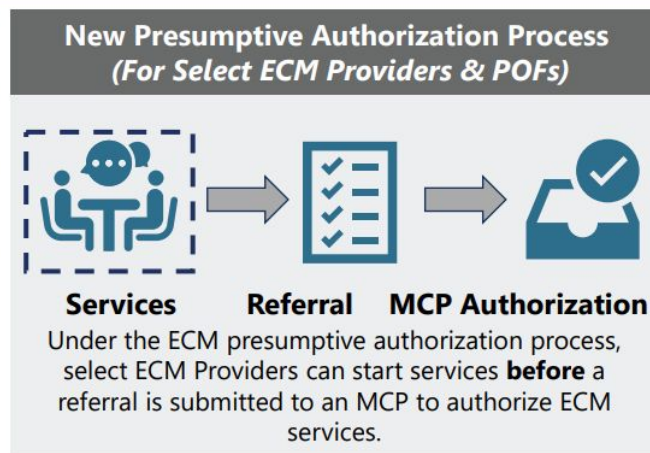 New Presumptive Authorization Process
(For Select ECM Providers & POFs)
Services Referral MCP Authorization
Under the ECM presumptive authorization process,
select ECM Providers can start services before a
referral is submitted to an MCP to authorize ECM
services.